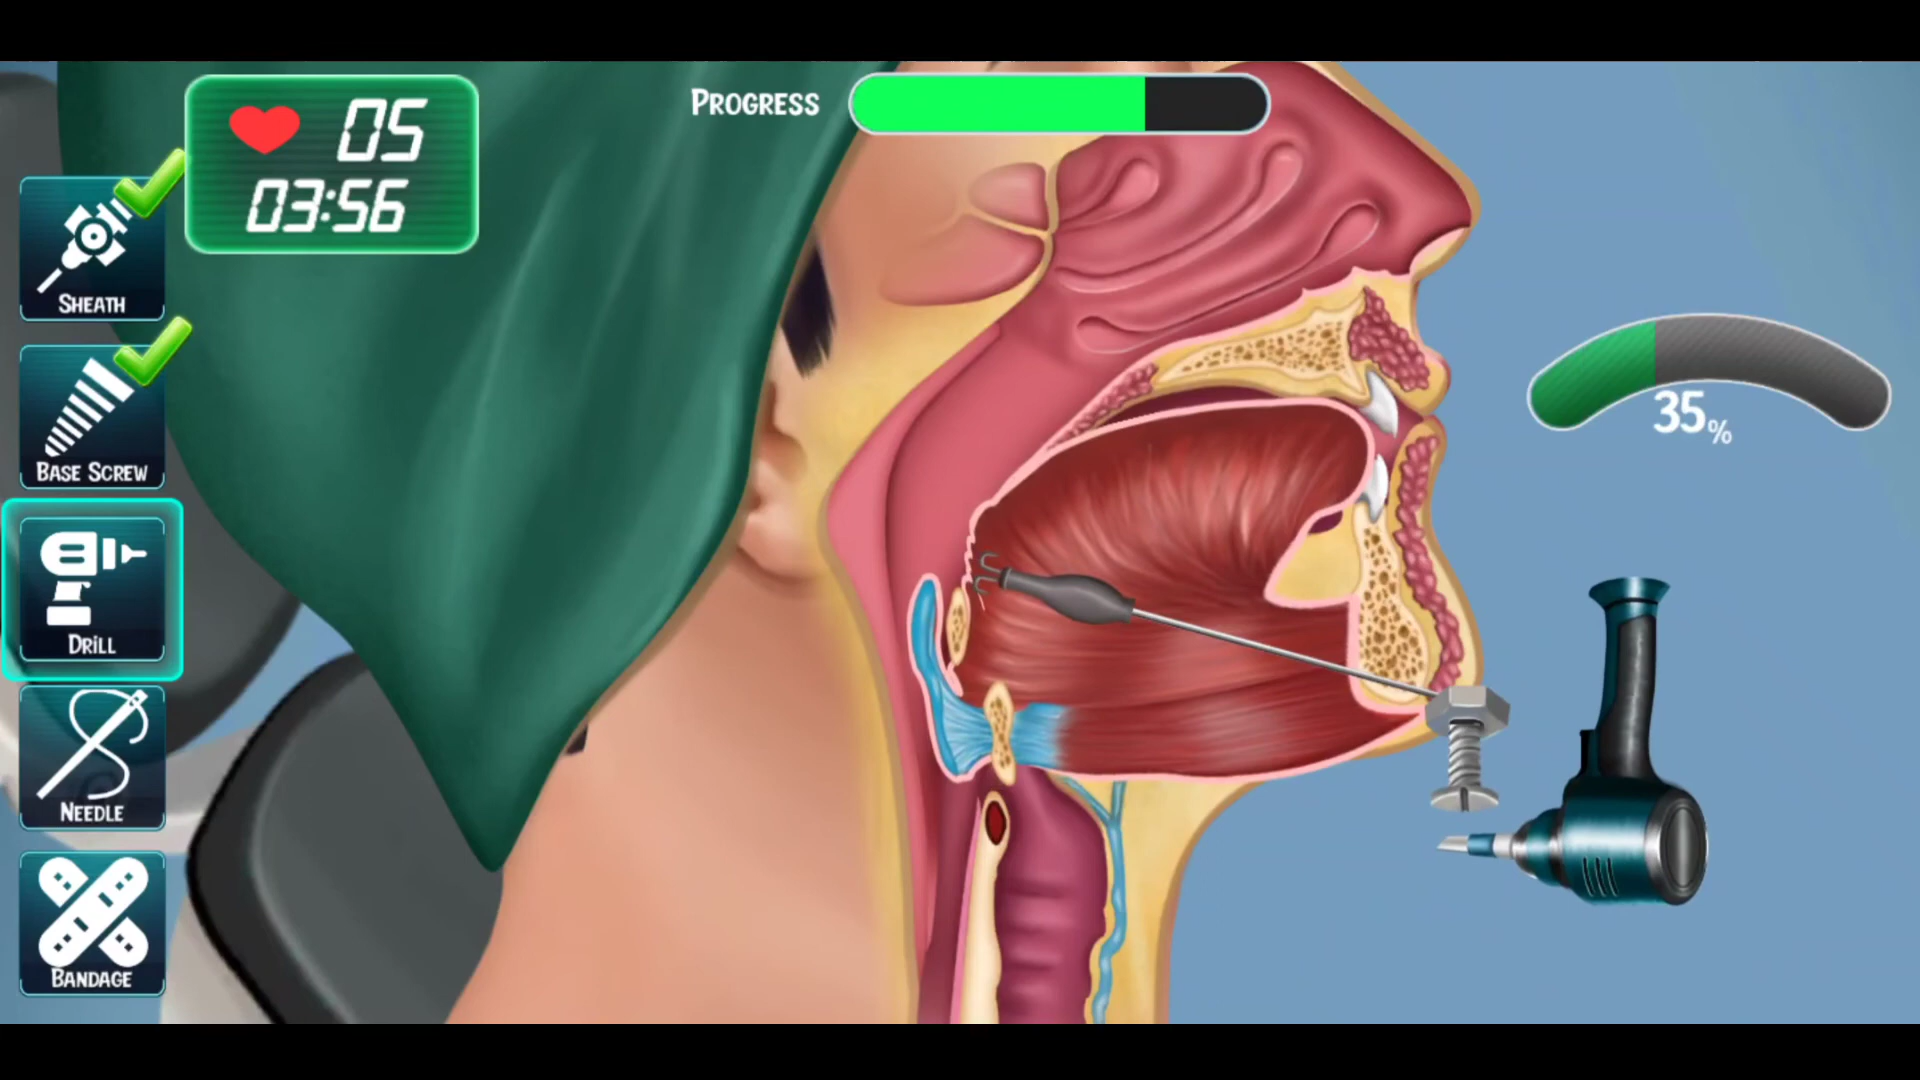 PROGRESS
05
03:56
SHEATH
BASE SCREW
35%
DRILL
NEEDLE
BANDAGE